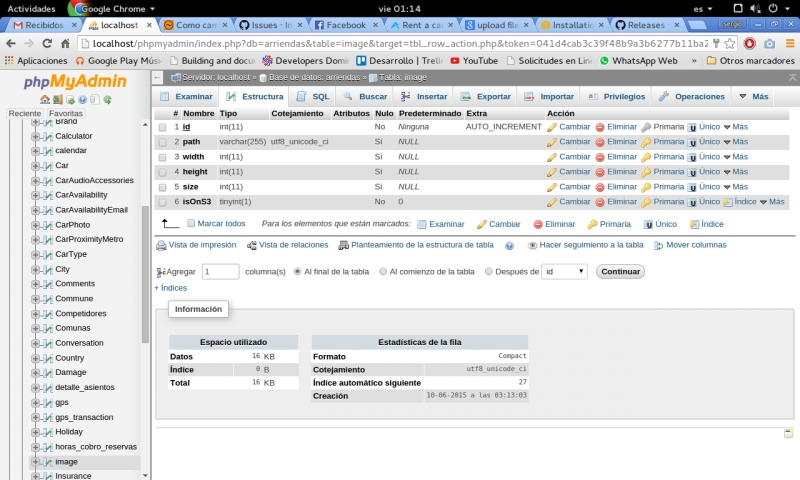 Actividades Google Chrome vie 01:14 es
Recibidos localhost Como can Issues · In Facebook Rent a car upload file Installatio Releases sergio
localhost/phpmyadmin/index.php?db=arriendas&table=image&target=tbl_row_action.php&token=041d4cab3c39f48b9a3b6277b11ba2
Aplicaciones Google Play Músi Building and docum Developers Domini Desarrollo | Trello YouTube Solicitudes en Linea WhatsApp Web Otros marcadores
phpMyAdmin
Reciente Favoritas
Brand
Calculator
calendar
Car
CarAudioAccessories
CarAvailability
CarAvailabilityEmail
CarPhoto
CarProximityMetro
CarType
City
Comments
Commune
Competidores
Comunas
Conversation
Country
Damage
detalle_asientos
gps
gps_transaction
Holiday
horas_cobro_reservas
image
Insurance
Servidor: localhost » Base de datos: arriendas » Tabla: image
Examinar Estructura SQL Buscar Insertar Exportar Importar Privilegios Operaciones Más
# Nombre Tipo Cotejamiento Atributos Nulo Predeterminado Extra Acción
1 id int(11) No Ninguna AUTO_INCREMENT Cambiar Eliminar Primaria Único Más
2 path varchar(255) utf8_unicode_ci Sí NULL Cambiar Eliminar Primaria Único Más
3 width int(11) Sí NULL Cambiar Eliminar Primaria Único Más
4 height int(11) Sí NULL Cambiar Eliminar Primaria Único Más
5 size int(11) Sí NULL Cambiar Eliminar Primaria Único Más
6 isOnS3 tinyint(1) No 0 Cambiar Eliminar Primaria Único Índice Más
Marcar todos Para los elementos que están marcados: Examinar Cambiar Eliminar Primaria Único Índice
Vista de impresión Vista de relaciones Planteamiento de la estructura de tabla Hacer seguimiento a la tabla Mover columnas
Agregar 1 columna(s) Al final de la tabla Al comienzo de la tabla Después de id Continuar
+ Índices
Información
Espacio utilizado
Datos 16 KB
Índice 0 B
Total 16 KB
Estadísticas de la fila
Formato Compact
Cotejamiento utf8_unicode_ci
Índice automático siguiente 27
Creación 10-06-2015 a las 03:13:03